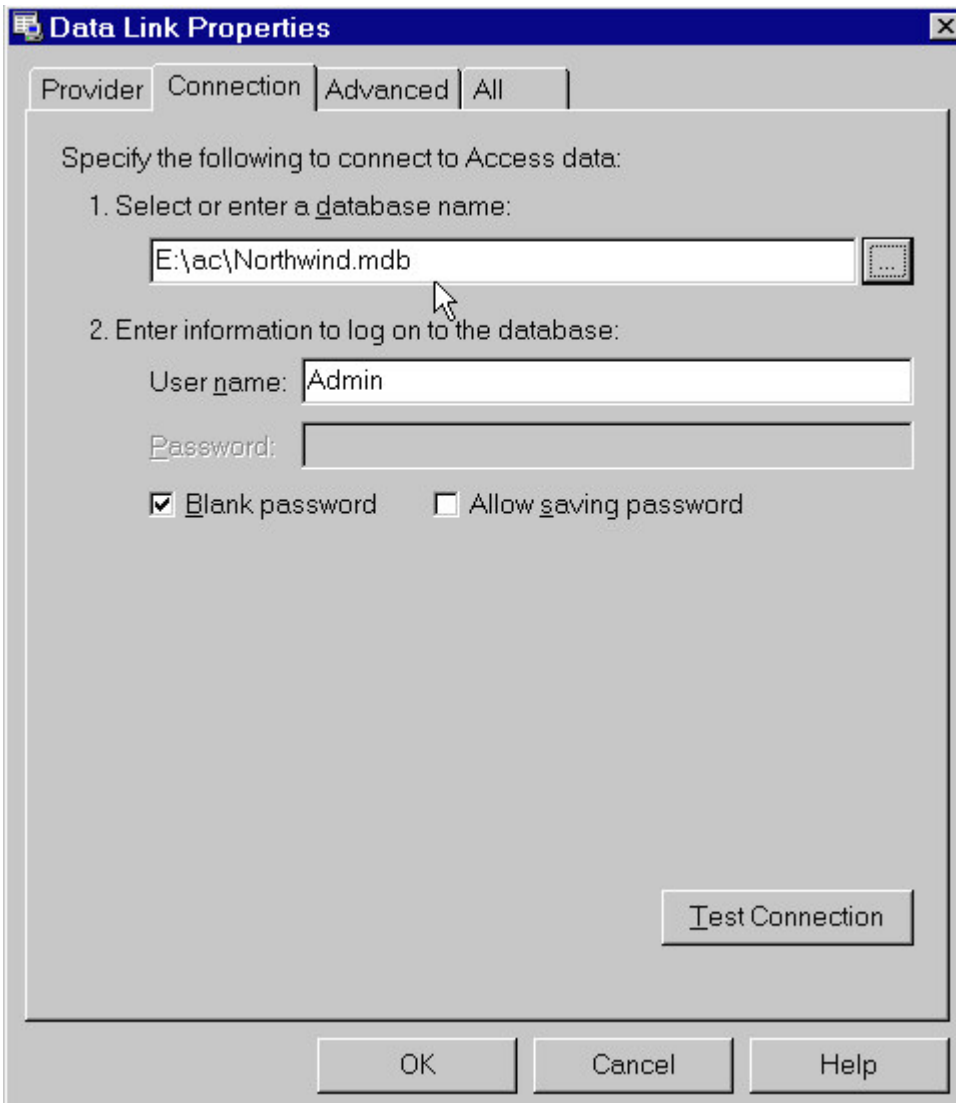 Data Link Properties
Provider Connection Advanced All
Specify the following to connect to Access data:
1. Select or enter a database name:
E:\ac\Northwind.mdb ...
2. Enter information to log on to the database:
User name: Admin
Password:
Blank password Allow saving password
Test Connection
OK Cancel Help